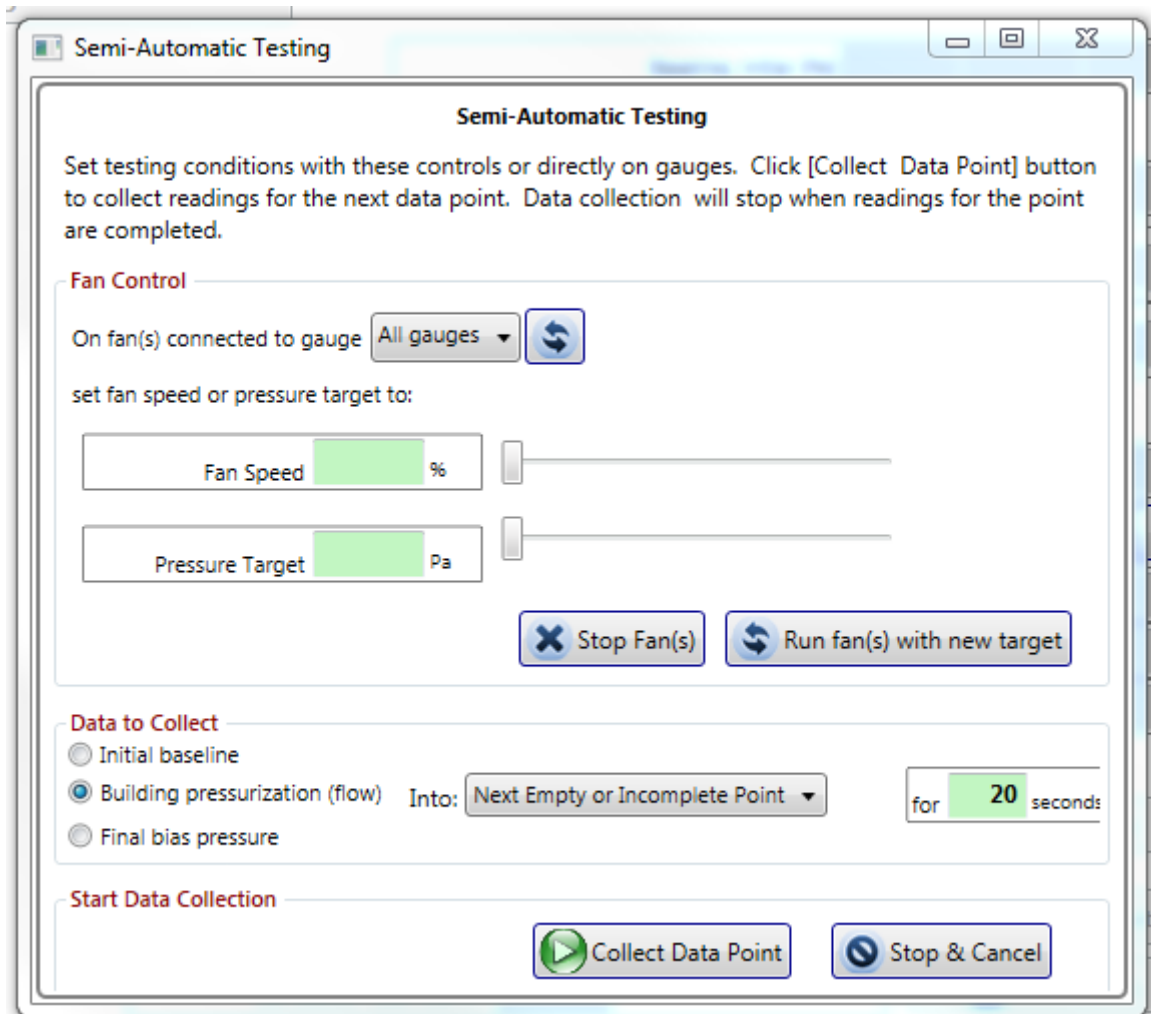 Semi-Automatic Testing
Semi-Automatic Testing
Set testing conditions with these controls or directly on gauges. Click [Collect Data Point] button
to collect readings for the next data point. Data collection will stop when readings for the point
are completed.
Fan Control
On fan(s) connected to gauge All gauges
set fan speed or pressure target to:
Fan Speed %
Pressure Target Pa
Stop Fan(s) Run fan(s) with new target
Data to Collect
Initial baseline
Building pressurization (flow) Into: Next Empty or Incomplete Point for 20 seconds
Final bias pressure
Start Data Collection
Collect Data Point Stop & Cancel